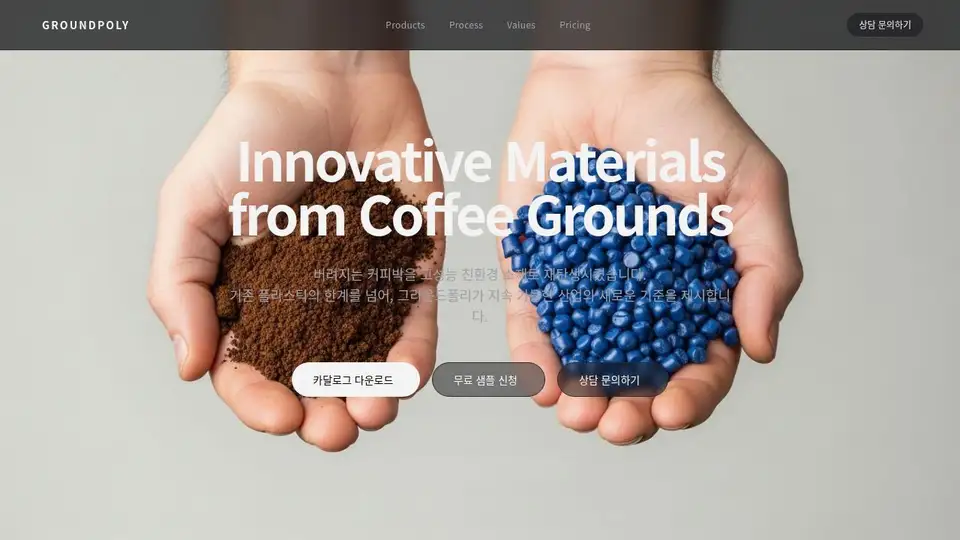 GROUNDPOLY
Products
Process
Values
Pricing
상담 문의하기
Innovative Materials
from Coffee Grounds
버려지는 커피박을 고성능 친환경 소재로 재탄생시켰습니다.
기존 플라스틱의 한계를 넘어, 그라운드폴리가 지속 가능한 산업의 새로운 기준을 제시합니
다.
카달로그 다운로드
무료 샘플 신청
상담 문의하기